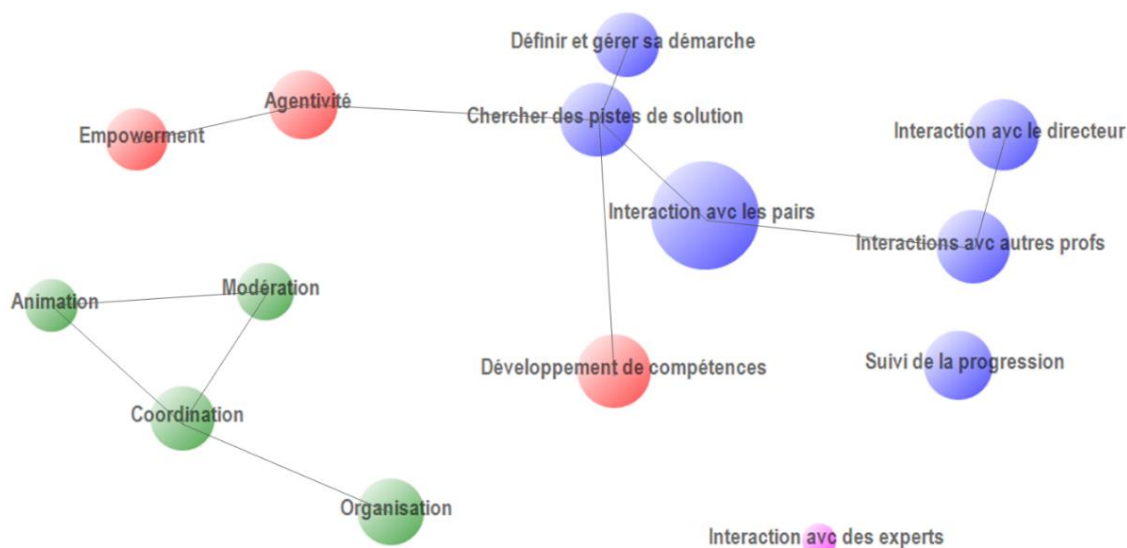 Définir et gérer sa démarche
Agentivité
Chercher des pistes de solution
Empowerment
Interaction avc le directeur
Interaction avc les pairs
Interactions avc autres profs
Modération
Animation
Développement de compétences
Suivi de la progression
Coordination
Organisation
Interaction avc des experts